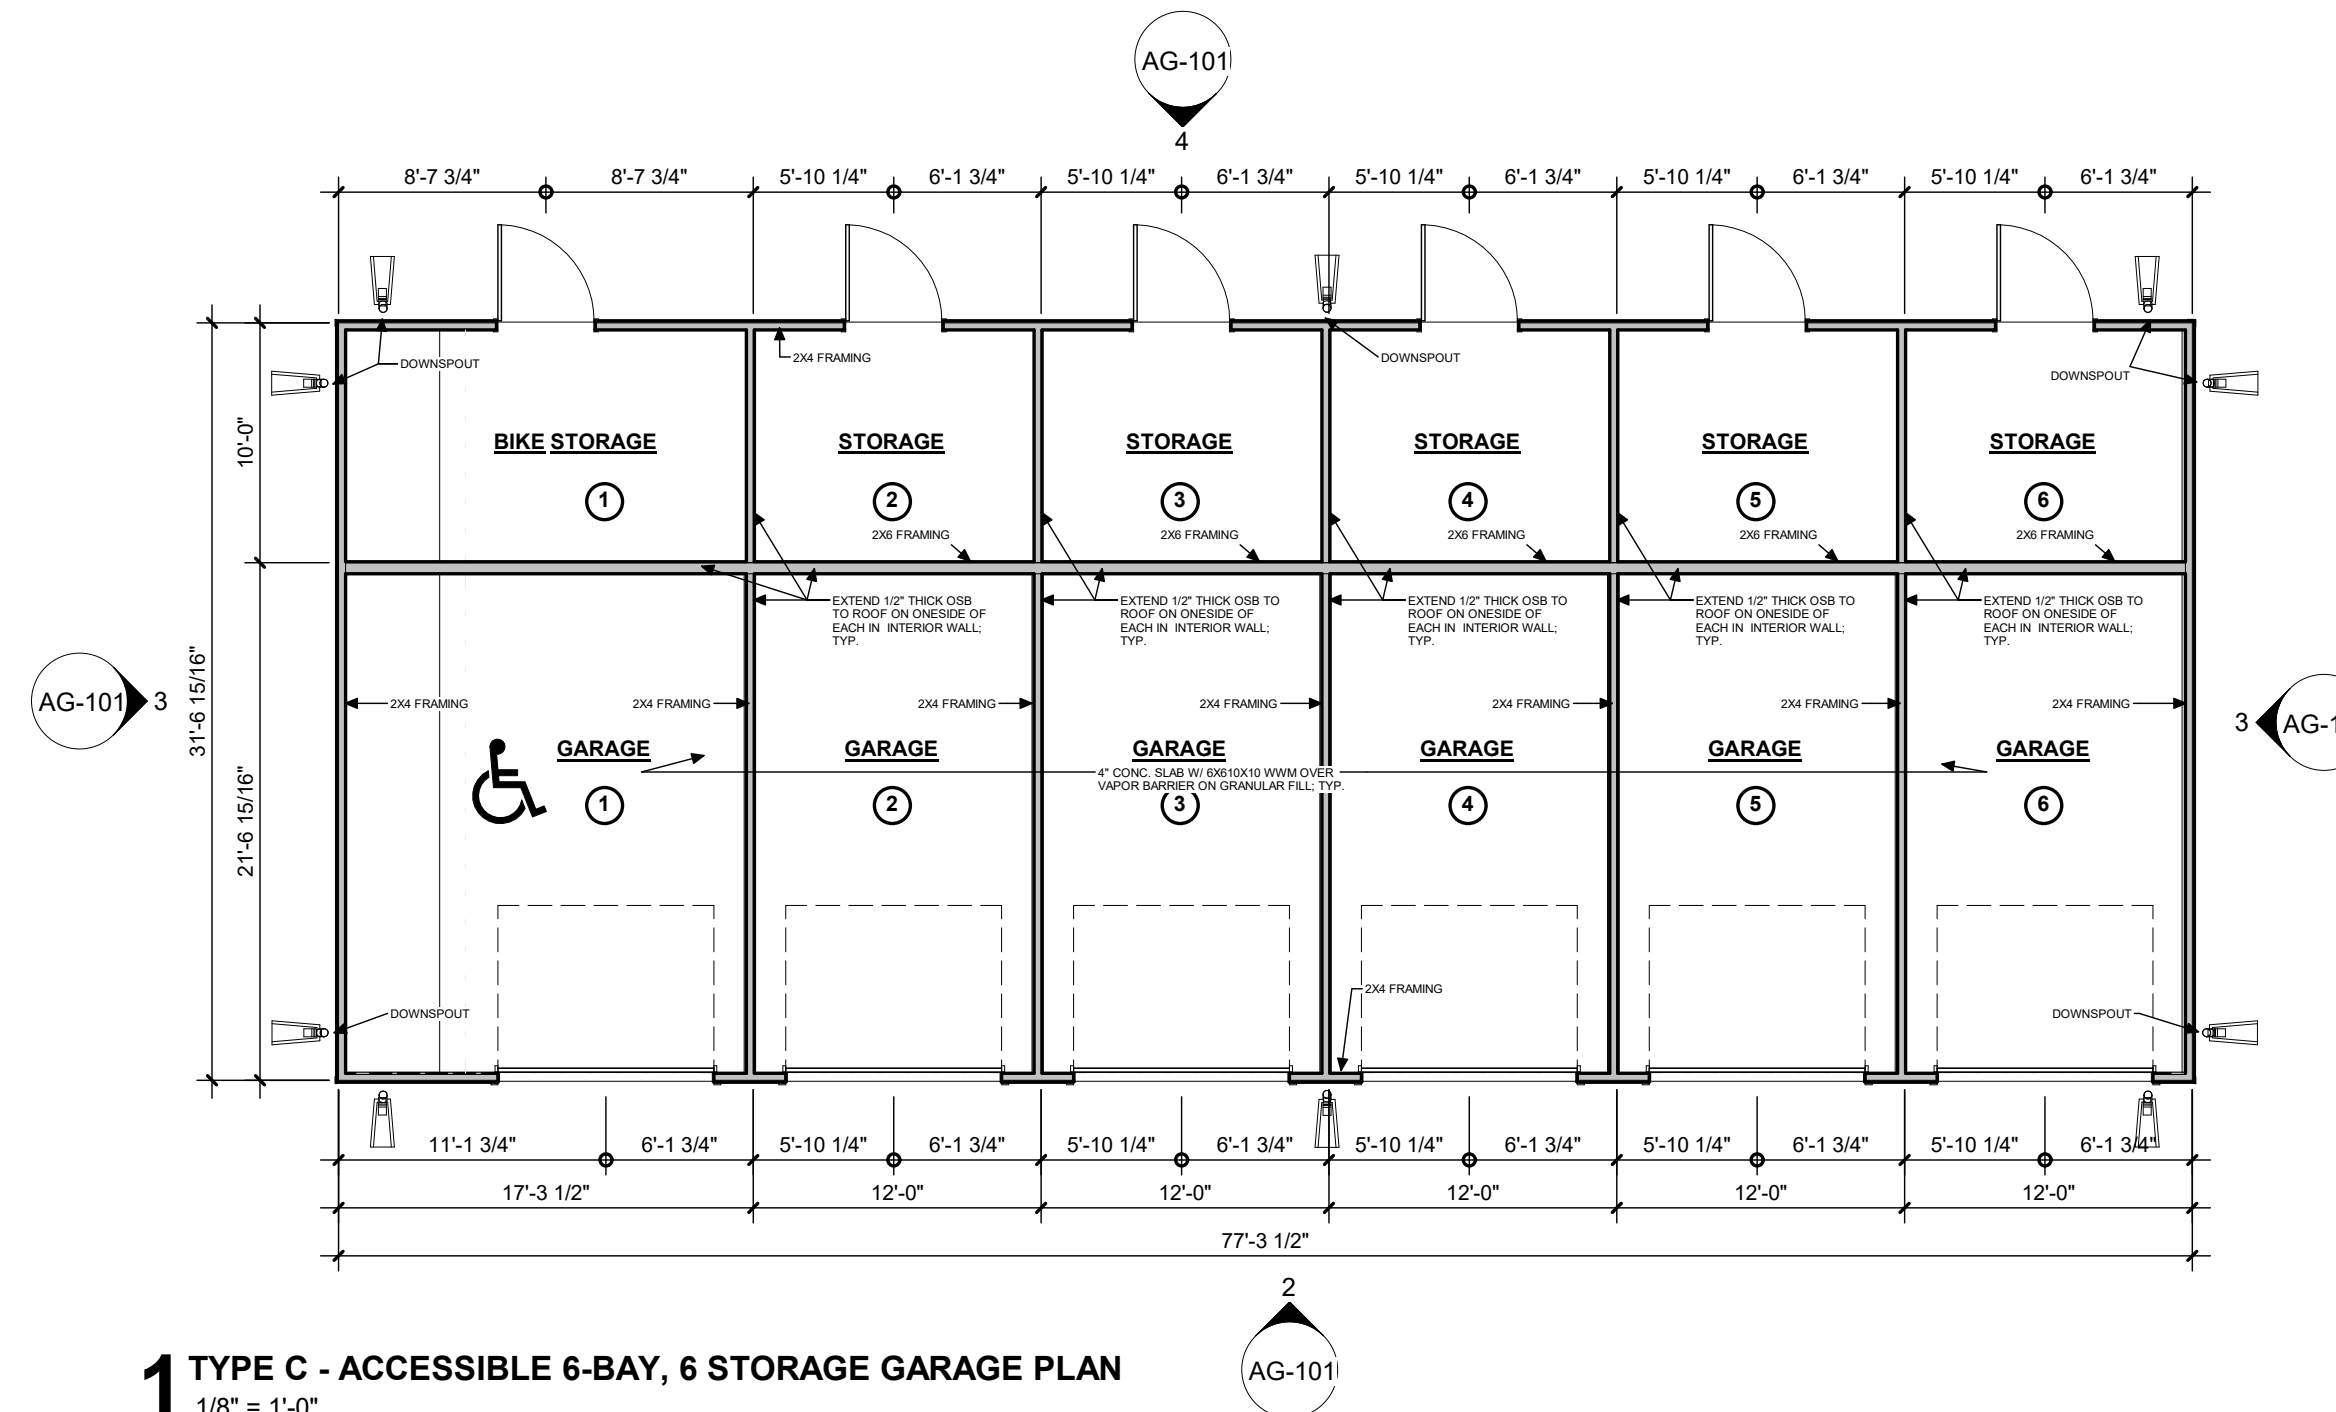 AG-101
4
8'-7 3/4" 8'-7 3/4" 5'-10 1/4" 6'-1 3/4" 5'-10 1/4" 6'-1 3/4" 5'-10 1/4" 6'-1 3/4" 5'-10 1/4" 6'-1 3/4" 5'-10 1/4" 6'-1 3/4"
DOWNSPOUT 2X4 FRAMING DOWNSPOUT DOWNSPOUT
10'-0"
BIKE STORAGE STORAGE STORAGE STORAGE STORAGE STORAGE
1 2 3 4 5 6
2X6 FRAMING 2X6 FRAMING 2X6 FRAMING 2X6 FRAMING 2X6 FRAMING
EXTEND 1/2" THICK OSB
TO ROOF ON ONESIDE OF
EACH IN INTERIOR WALL;
TYP.
EXTEND 1/2" THICK OSB TO
ROOF ON ONESIDE OF
EACH IN INTERIOR WALL;
TYP.
EXTEND 1/2" THICK OSB TO
ROOF ON ONESIDE OF
EACH IN INTERIOR WALL;
TYP.
EXTEND 1/2" THICK OSB TO
ROOF ON ONESIDE OF
EACH IN INTERIOR WALL;
TYP.
EXTEND 1/2" THICK OSB TO
ROOF ON ONESIDE OF
EACH IN INTERIOR WALL;
TYP.
31'-6 15/16"
AG-101 3
2X4 FRAMING 2X4 FRAMING 2X4 FRAMING 2X4 FRAMING 2X4 FRAMING 2X4 FRAMING 2X4 FRAMING
3 AG-1
GARAGE GARAGE GARAGE GARAGE GARAGE GARAGE
4" CONC. SLAB W/ 6X610X10 WWM OVER
VAPOR BARRIER ON GRANULAR FILL; TYP.
1 2 3 4 5 6
21'-6 15/16"
2X4 FRAMING
DOWNSPOUT DOWNSPOUT
11'-1 3/4" 6'-1 3/4" 5'-10 1/4" 6'-1 3/4" 5'-10 1/4" 6'-1 3/4" 5'-10 1/4" 6'-1 3/4" 5'-10 1/4" 6'-1 3/4" 5'-10 1/4" 6'-1 3/4"
17'-3 1/2" 12'-0" 12'-0" 12'-0" 12'-0" 12'-0"
77'-3 1/2"
2
AG-101
1 TYPE C - ACCESSIBLE 6-BAY, 6 STORAGE GARAGE PLAN
1/8" = 1'-0"